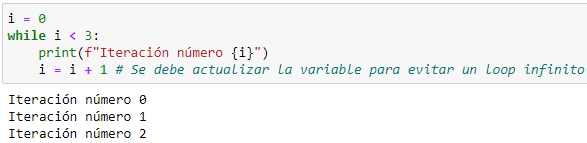 i = 0
while i < 3:
    print(f"Iteración número {i}")
    i = i + 1 # Se debe actualizar la variable para evitar un loop infinito
Iteración número 0
Iteración número 1
Iteración número 2